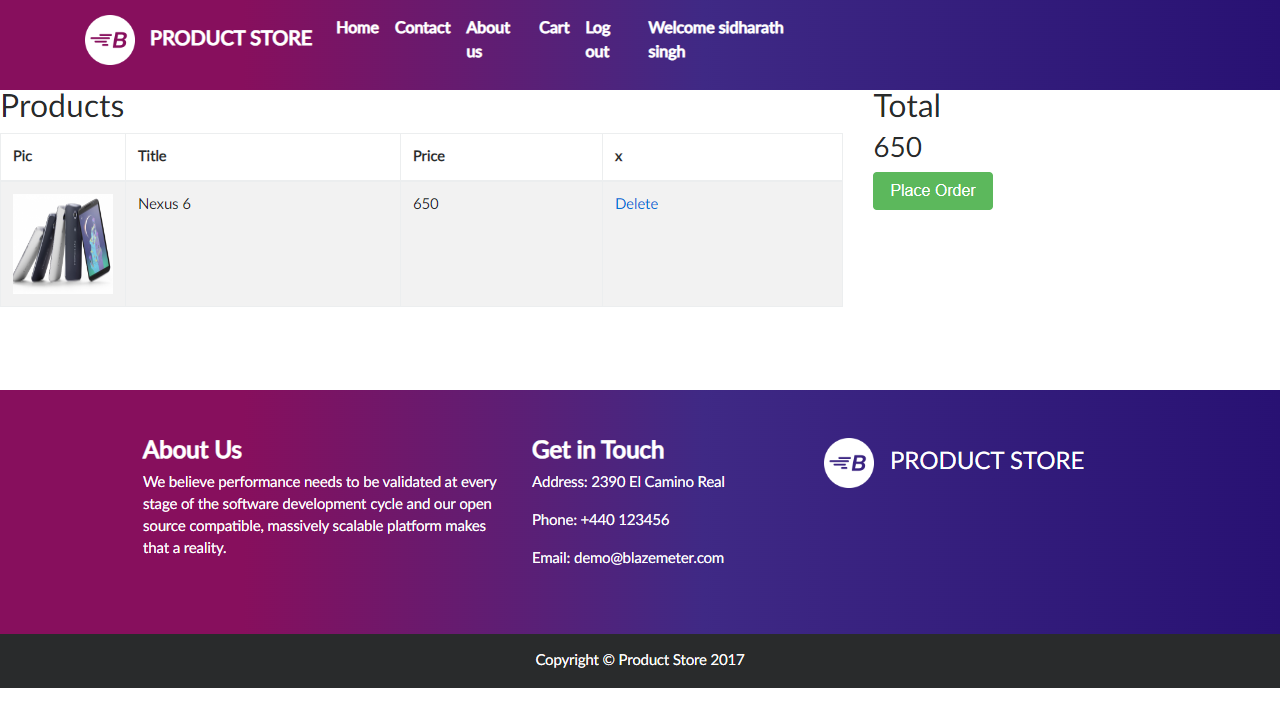 B PRODUCT STORE Home Contact About us Cart Log out Welcome sidharath singh
Products
Total
650
Pic Title Price x
Place Order
Nexus 6 650 Delete
About Us
We believe performance needs to be validated at every
stage of the software development cycle and our open
source compatible, massively scalable platform makes
that a reality.
Get in Touch
Address: 2390 El Camino Real
Phone: +440 123456
Email: demo@blazemeter.com
B PRODUCT STORE
Copyright © Product Store 2017